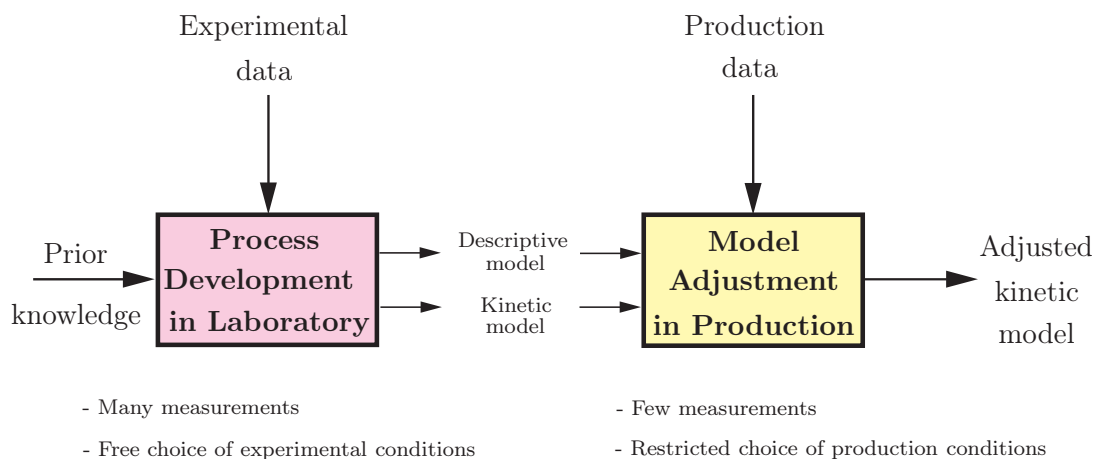 Experimental
data
Production
data
Prior
knowledge
Process
Development
in Laboratory
Descriptive
model
Kinetic
model
Model
Adjustment
in Production
Adjusted
kinetic
model
- Many measurements
- Free choice of experimental conditions
- Few measurements
- Restricted choice of production conditions